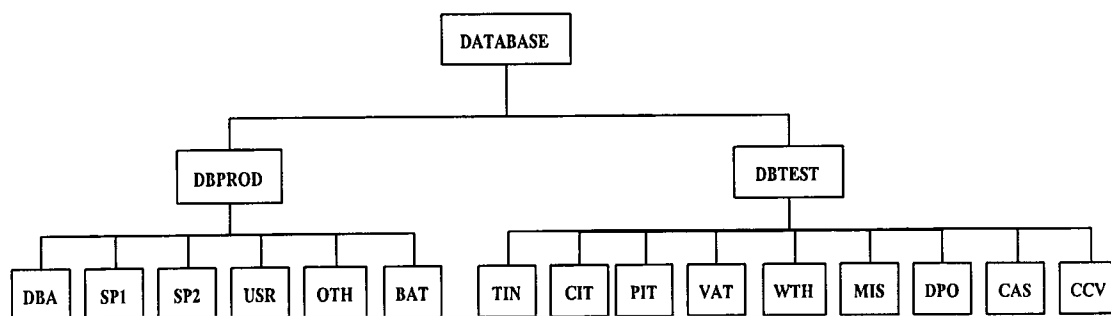 DATABASE
DBPROD
DBTEST
DBA SP1 SP2 USR OTH BAT TIN CIT PIT VAT WTH MIS DPO CAS CCV